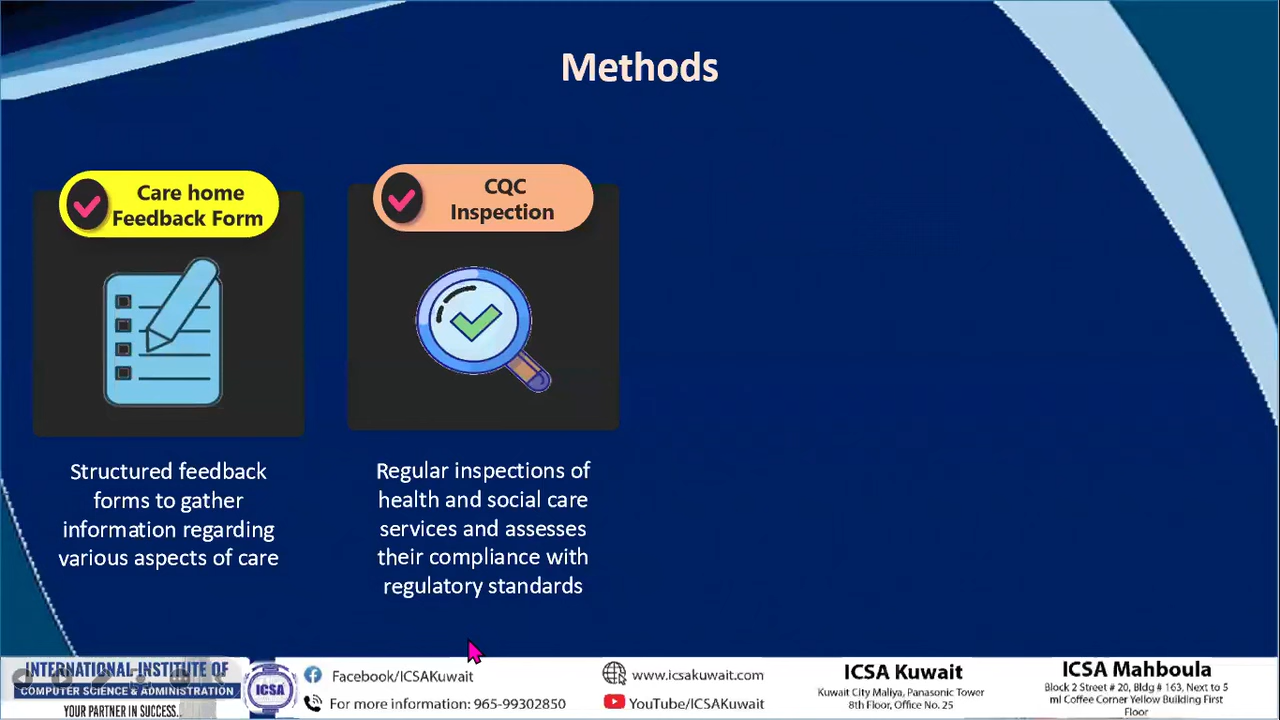 Methods
Care home
Feedback Form
CQC
Inspection
Structured feedback
forms to gather
information regarding
various aspects of care
Regular inspections of
health and social care
services and assesses
their compliance with
regulatory standards
INTERNATIONAL INSTITUTE OF
COMPUTER SCIENCE & ADMINISTRATION
YOUR PARTNER IN SUCCESS...
ICSA
Facebook/ICSAKuwait
For more information: 965-99302850
www.icsakuwait.com
YouTube/ICSAKuwait
ICSA Kuwait
Kuwait City Maliya, Panasonic Tower
8th Floor, Office No. 25
ICSA Mahboula
Block 2 Street # 20, Bldg # 163, Next to 5
ml Coffee Corner Yellow Building First
Floor